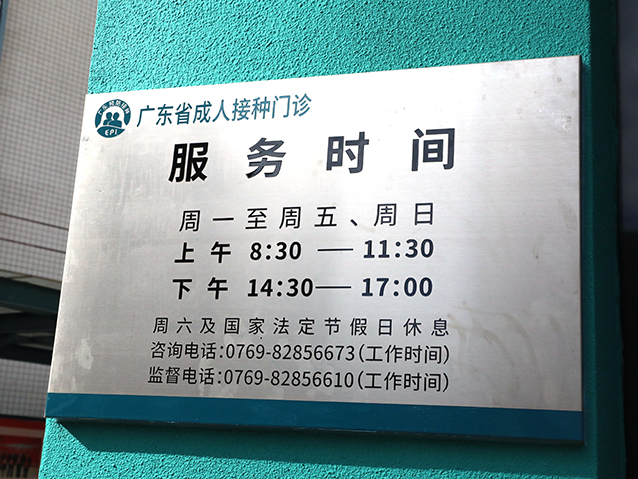 广东省成人接种门诊
EPI
服务时间
周一至周五、周日
上午 8:30 — 11:30
下午 14:30 — 17:00
周六及国家法定节假日休息
咨询电话:0769-82856673(工作时间)
监督电话:0769-82856610(工作时间)